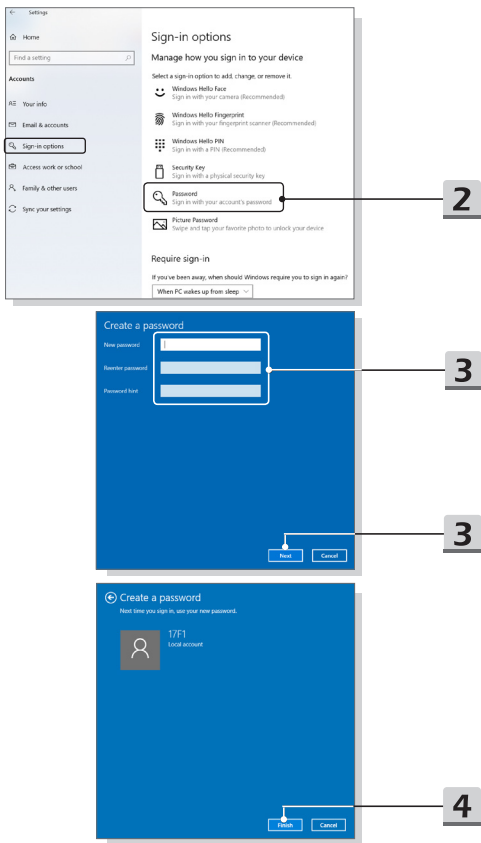 Settings
Home
Find a setting
Accounts
Your info
Email & accounts
Sign-in options
Access work or school
Family & other users
Sync your settings
Sign-in options
Manage how you sign in to your device
Select a sign-in option to add, change, or remove it.
Windows Hello Face
Sign in with your camera (Recommended)
Windows Hello Fingerprint
Sign in with your fingerprint scanner (Recommended)
Windows Hello PIN
Sign in with a PIN (Recommended)
Security Key
Sign in with a physical security key
Password
Sign in with your account's password
Picture Password
Swipe and tap your favorite photo to unlock your device
Require sign-in
If you've been away, when should Windows require you to sign in again?
When PC wakes up from sleep
2
Create a password
New password
Reenter password
Password hint
3
Next
Cancel
3
Create a password
Next time you sign in, use your new password.
17F1
Local account
Finish
Cancel
4